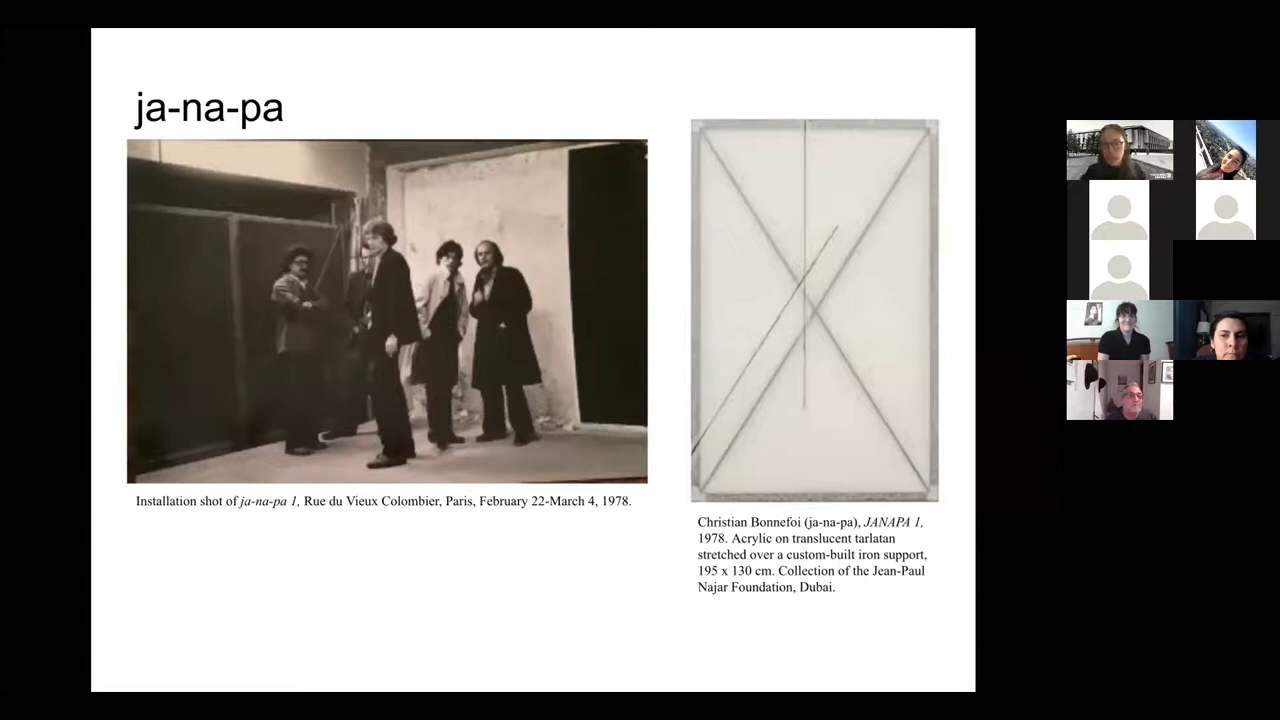 ja-na-pa
Installation shot of ja-na-pa 1, Rue du Vieux Colombier, Paris, February 22-March 4, 1978.
Christian Bonnefoi (ja-na-pa), JANAPA 1,
1978. Acrylic on translucent tarlatan
stretched over a custom-built iron support,
195 x 130 cm. Collection of the Jean-Paul
Najar Foundation, Dubai.